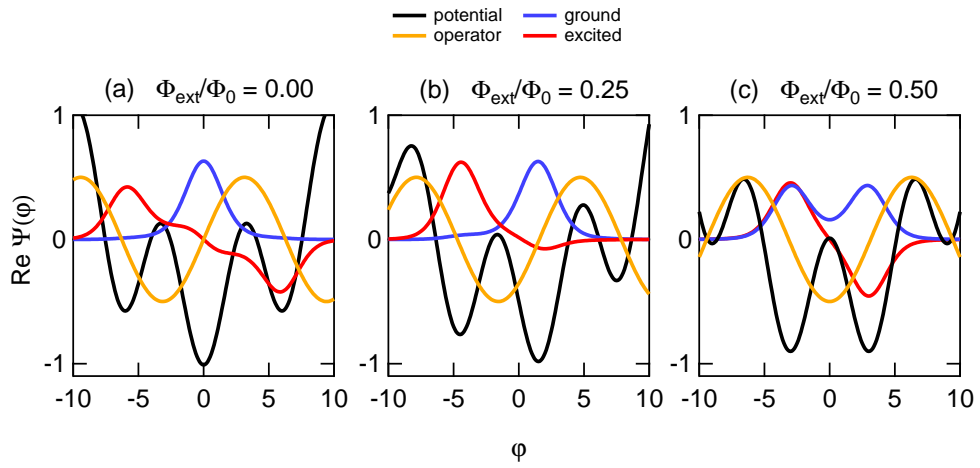 potential ground
operator excited
(a) Φext/Φ0 = 0.00 (b) Φext/Φ0 = 0.25 (c) Φext/Φ0 = 0.50
1 1 1
0 0 0
-1 -1 -1
-10 -5 0 5 10 -10 -5 0 5 10 -10 -5 0 5 10
Re Ψ(φ)
φ